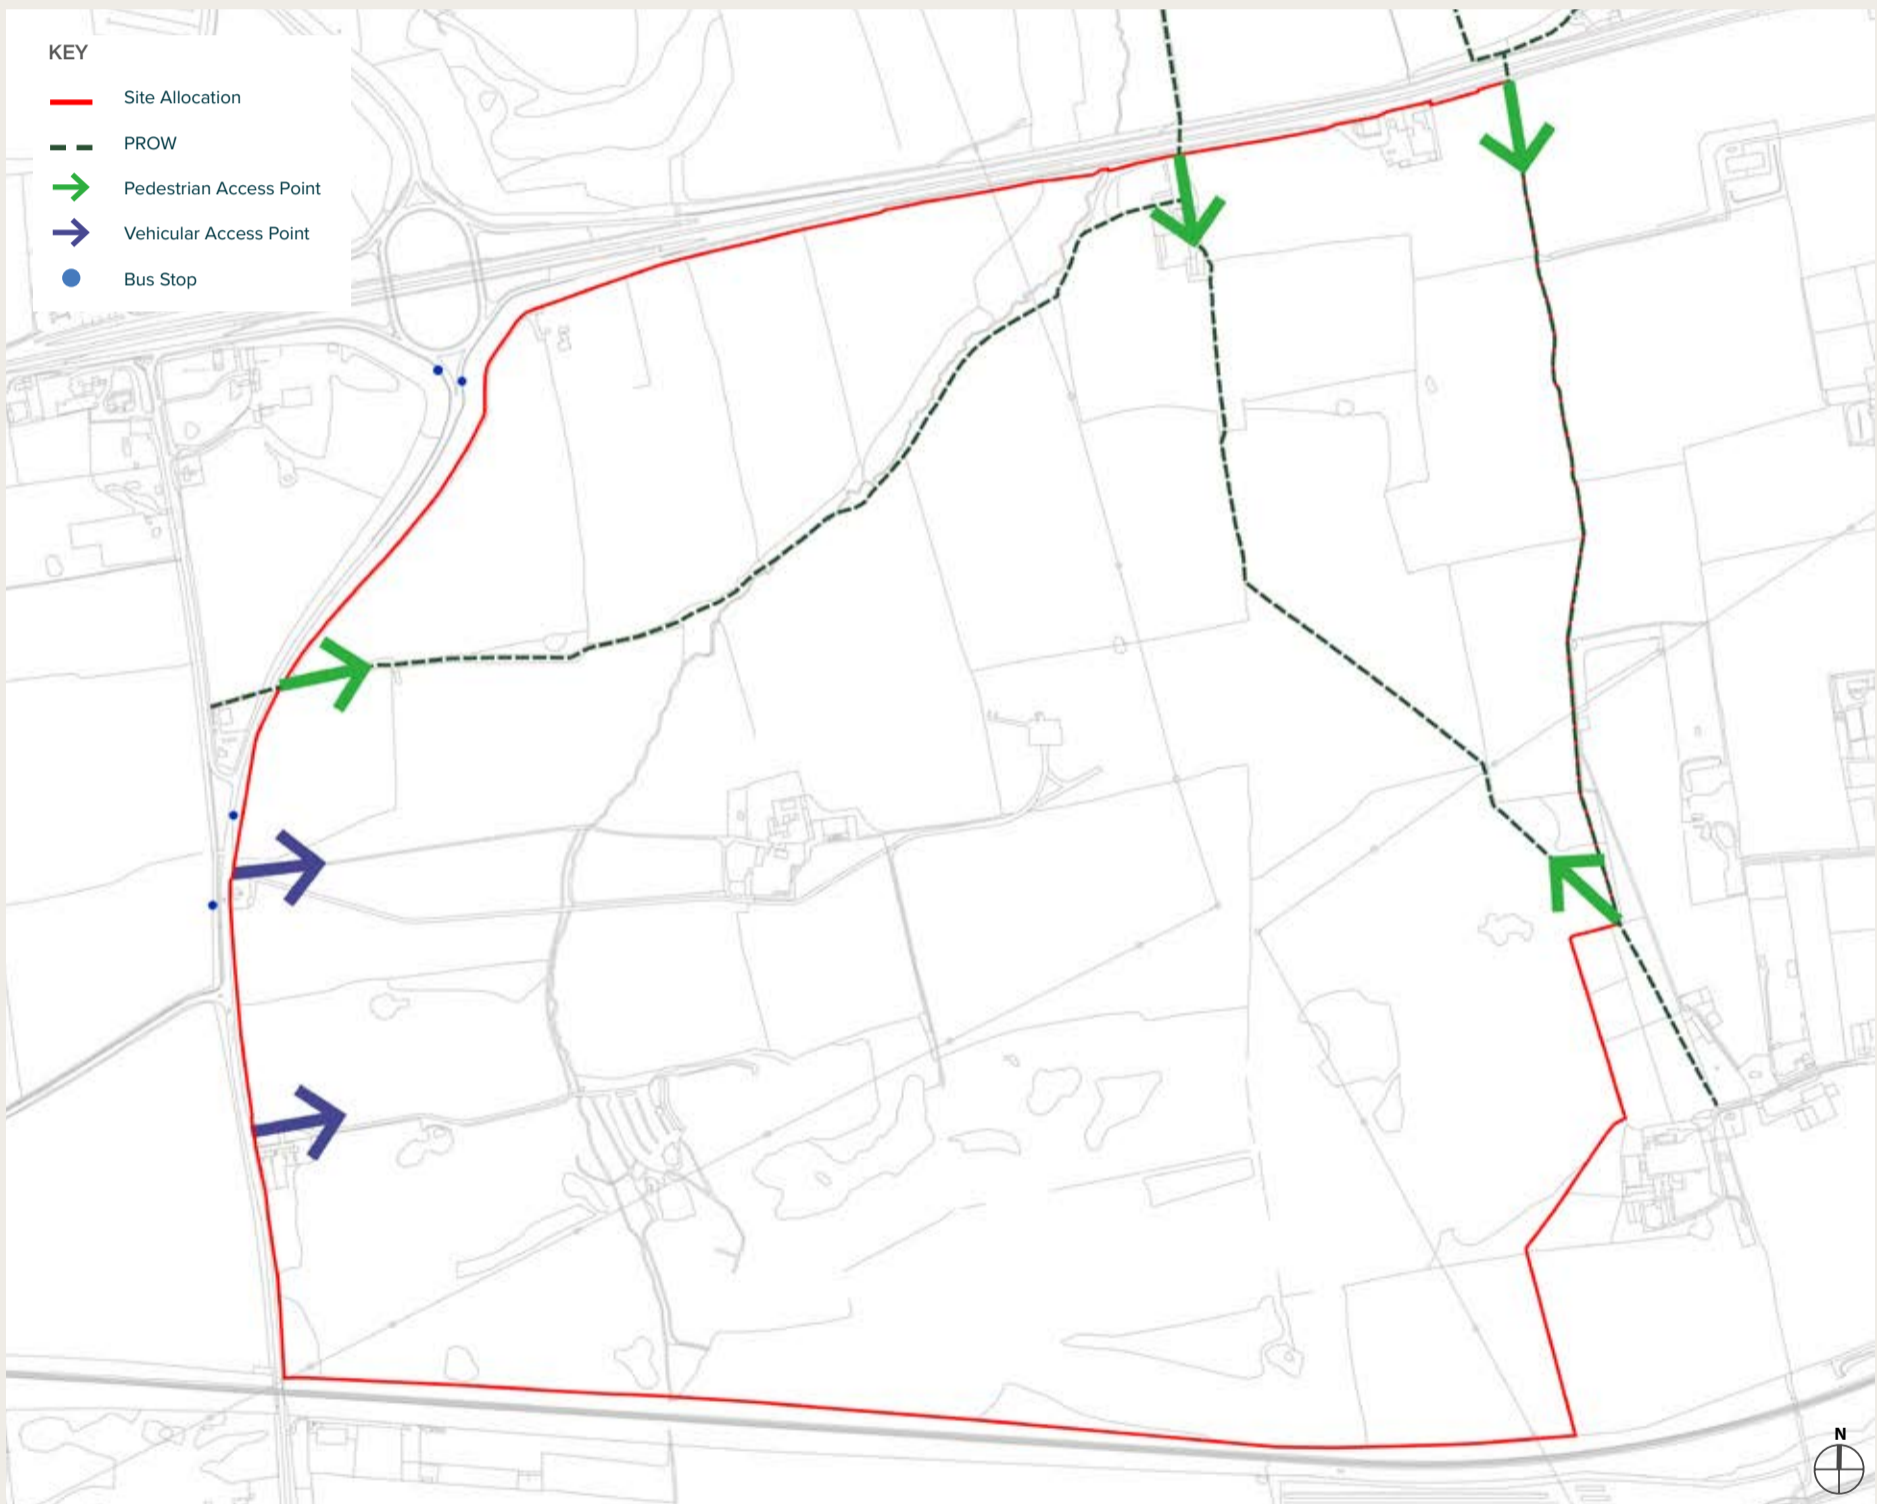 KEY
Site Allocation
PROW
Pedestrian Access Point
Vehicular Access Point
Bus Stop
N